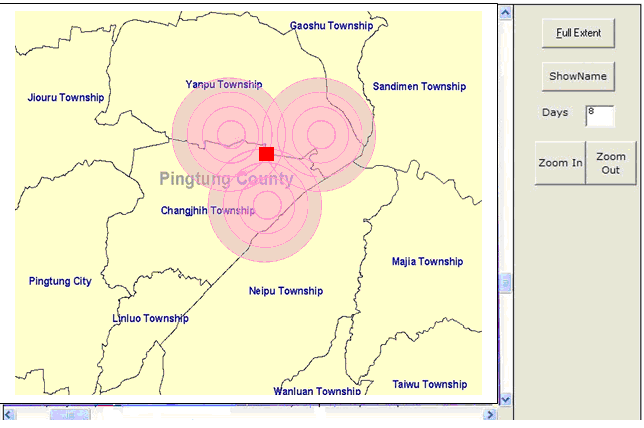 Gaoshu Township
Yanpu Township
Sandimen Township
Jiouru Township
Pingtung County
Changjhih Township
Majia Township
Pingtung City
Neipu Township
Linluo Township
Wanluan Township
Taiwu Township
Full Extent
ShowName
Days 8
Zoom In
Zoom
Out